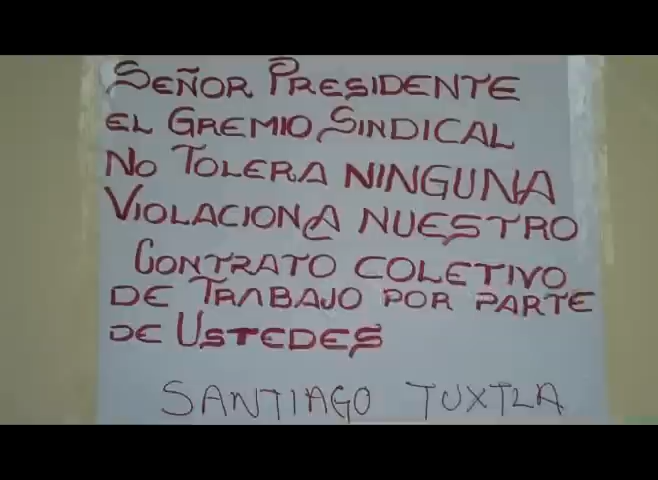 SEÑOR PRESIDENTE
EL GREMIO SINDICAL
NO TOLERA NINGUNA
VIOLACION A NUESTRO
CONTRATO COLETIVO
DE TRABAJO POR PARTE
DE USTEDES
SANTIAGO TUXTLA